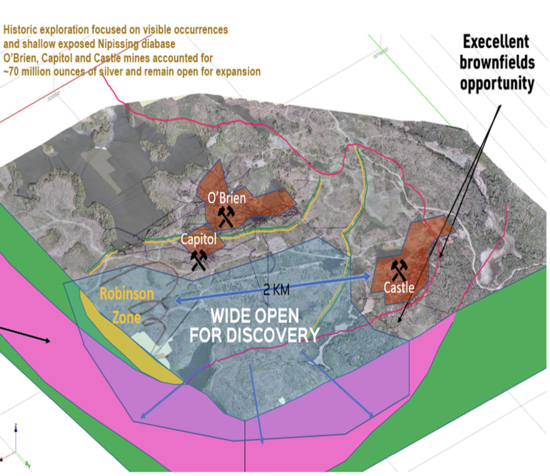 Historic exploration focused on visible occurrences
and shallow exposed Nipissing diabase
O'Brien, Capitol and Castle mines accounted for
~70 million ounces of silver and remain open for expansion
Execellent
brownfields
opportunity
O'Brien
Capitol
Castle
2 KM
Robinson
Zone
WIDE OPEN
FOR DISCOVERY